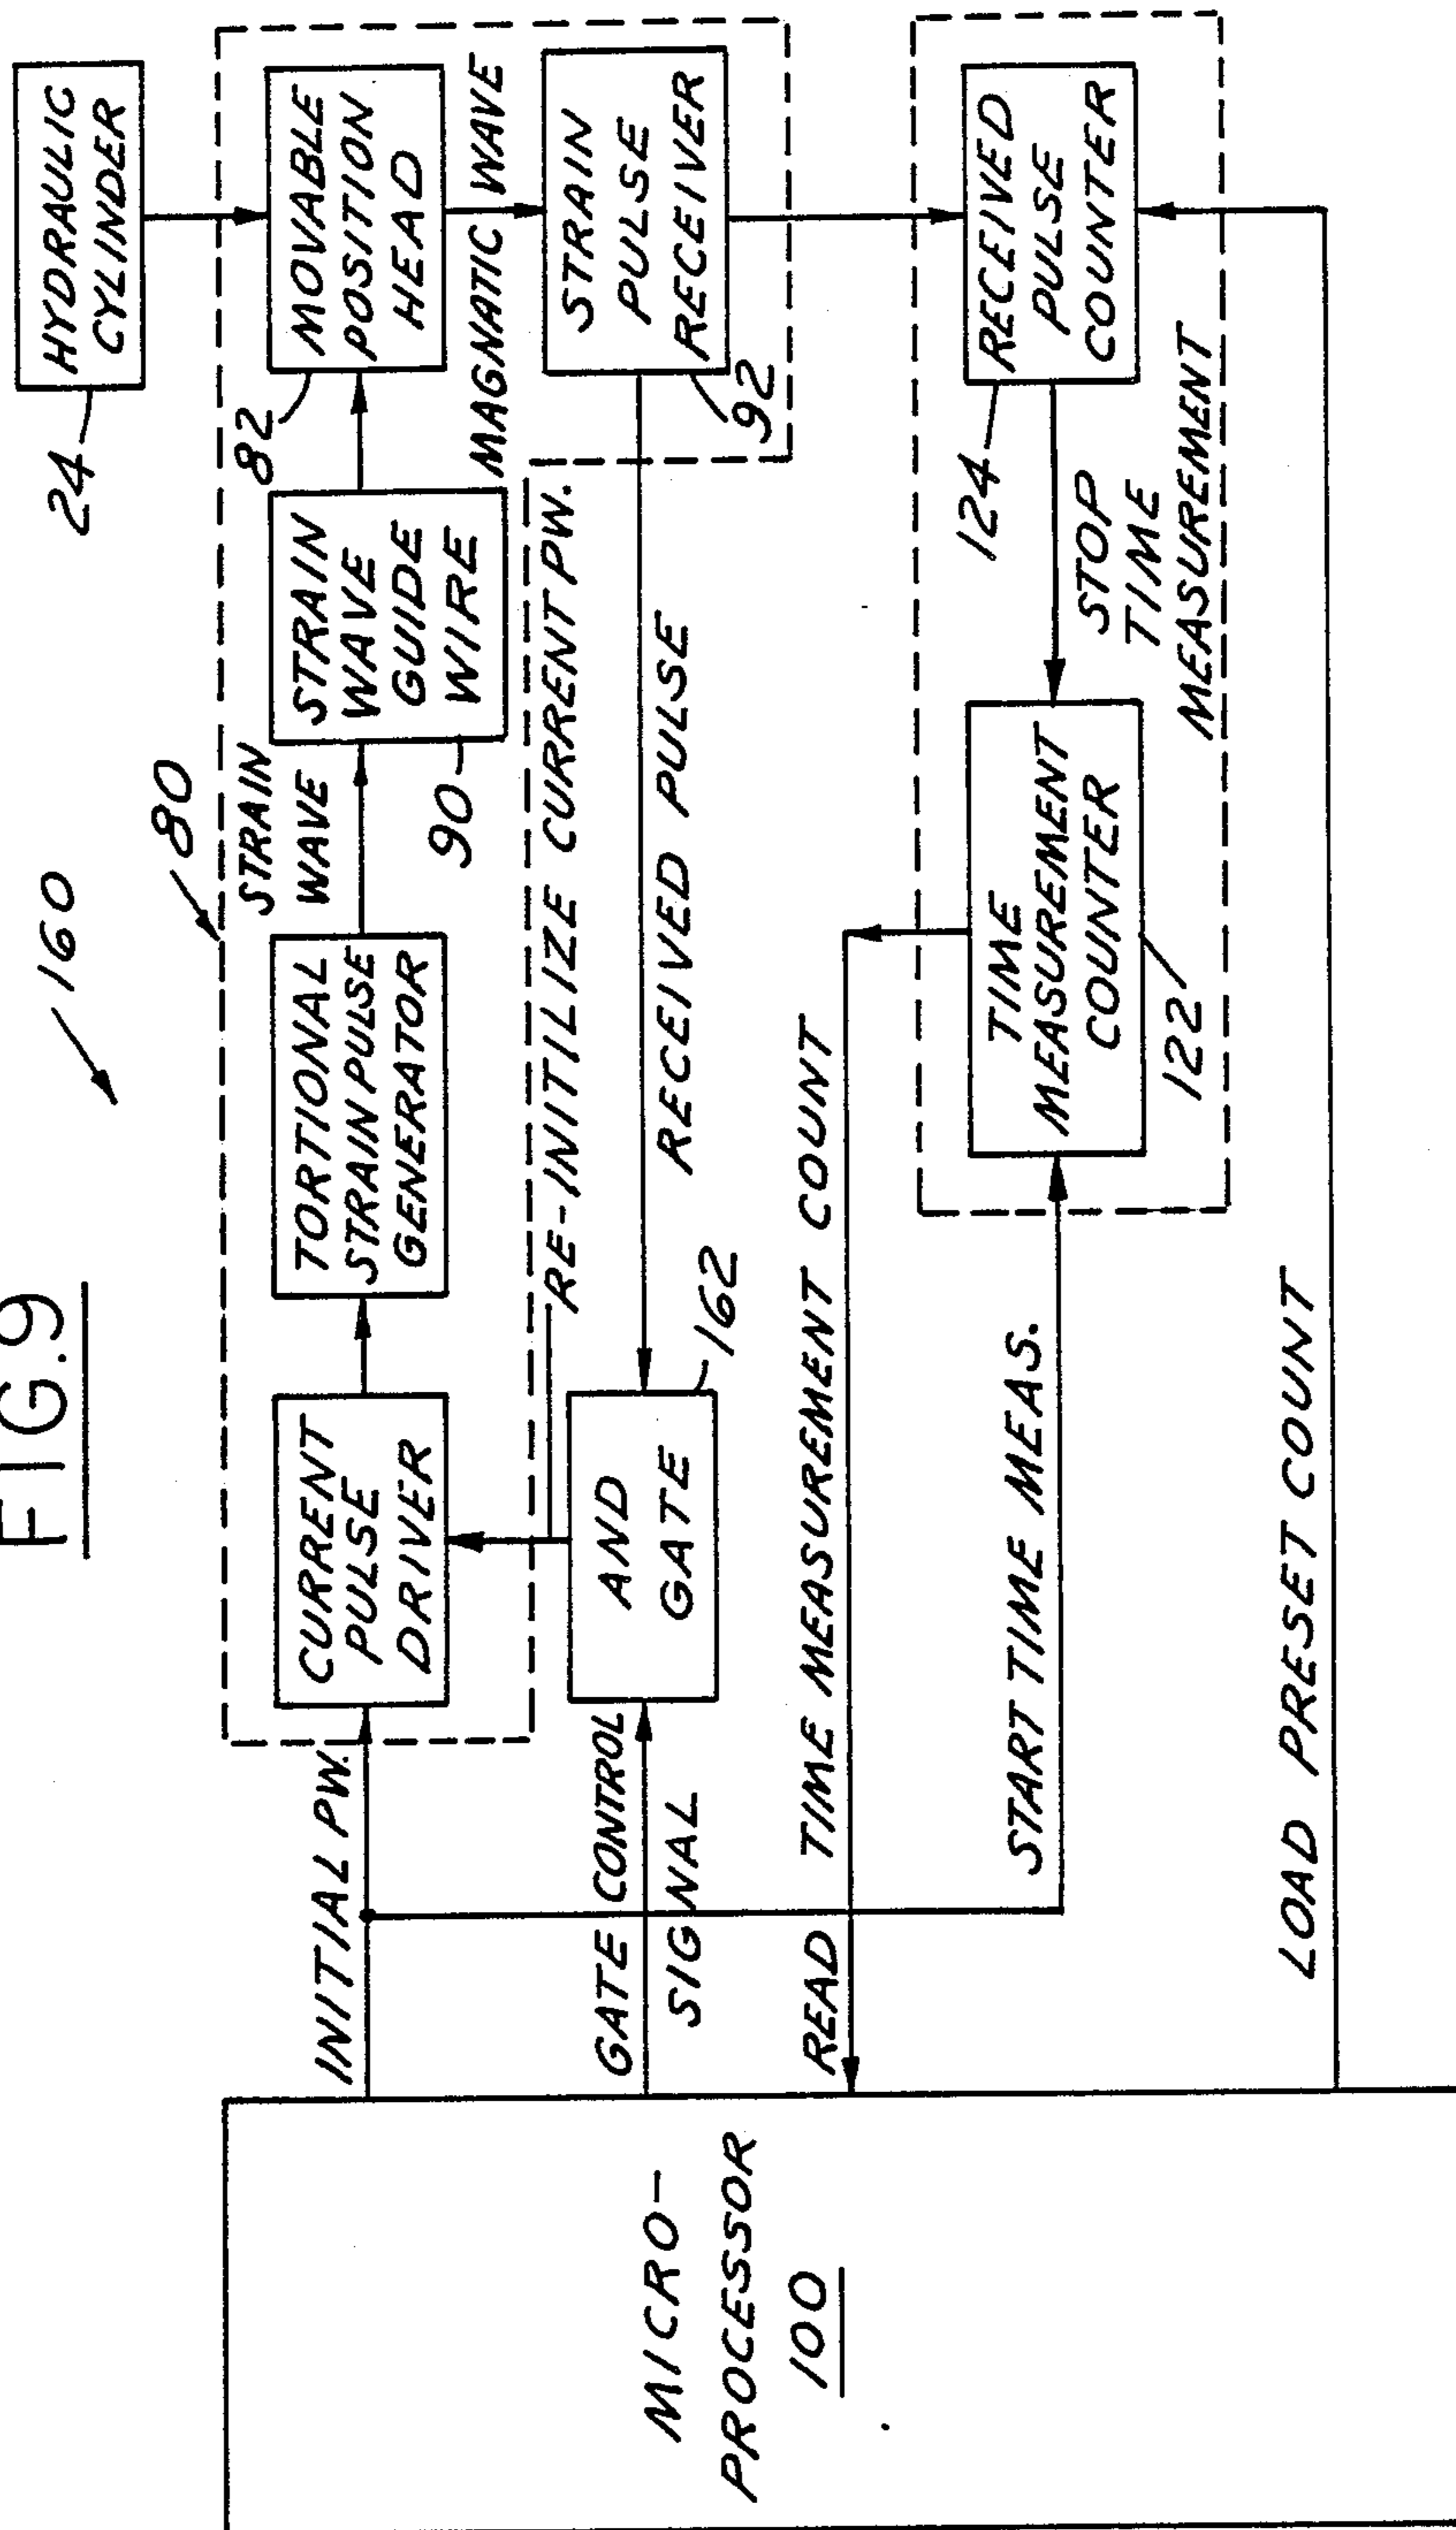 FIG.9
160
80
HYDRAULIC
CYLINDER
24
INITIAL PW.
CURRENT
PULSE
DRIVER
TORTIONAL
STRAIN PULSE
GENERATOR
STRAIN
WAVE
STRAIN
WAVE
GUIDE
WIRE
90
MOVABLE
POSITION
HEAD
82
MAGNATIC WAVE
STRAIN
PULSE
RECEIVER
92
RE-INITILIZE CURRENT PW.
GATE CONTROL
SIGNAL
AND
GATE
162
RECEIVED PULSE
MICRO-
PROCESSOR
100
READ TIME MEASUREMENT COUNT
START TIME MEAS.
TIME
MEASUREMENT
COUNTER
122
STOP
TIME
MEASUREMENT
RECEIVED
PULSE
COUNTER
124
LOAD PRESET COUNT